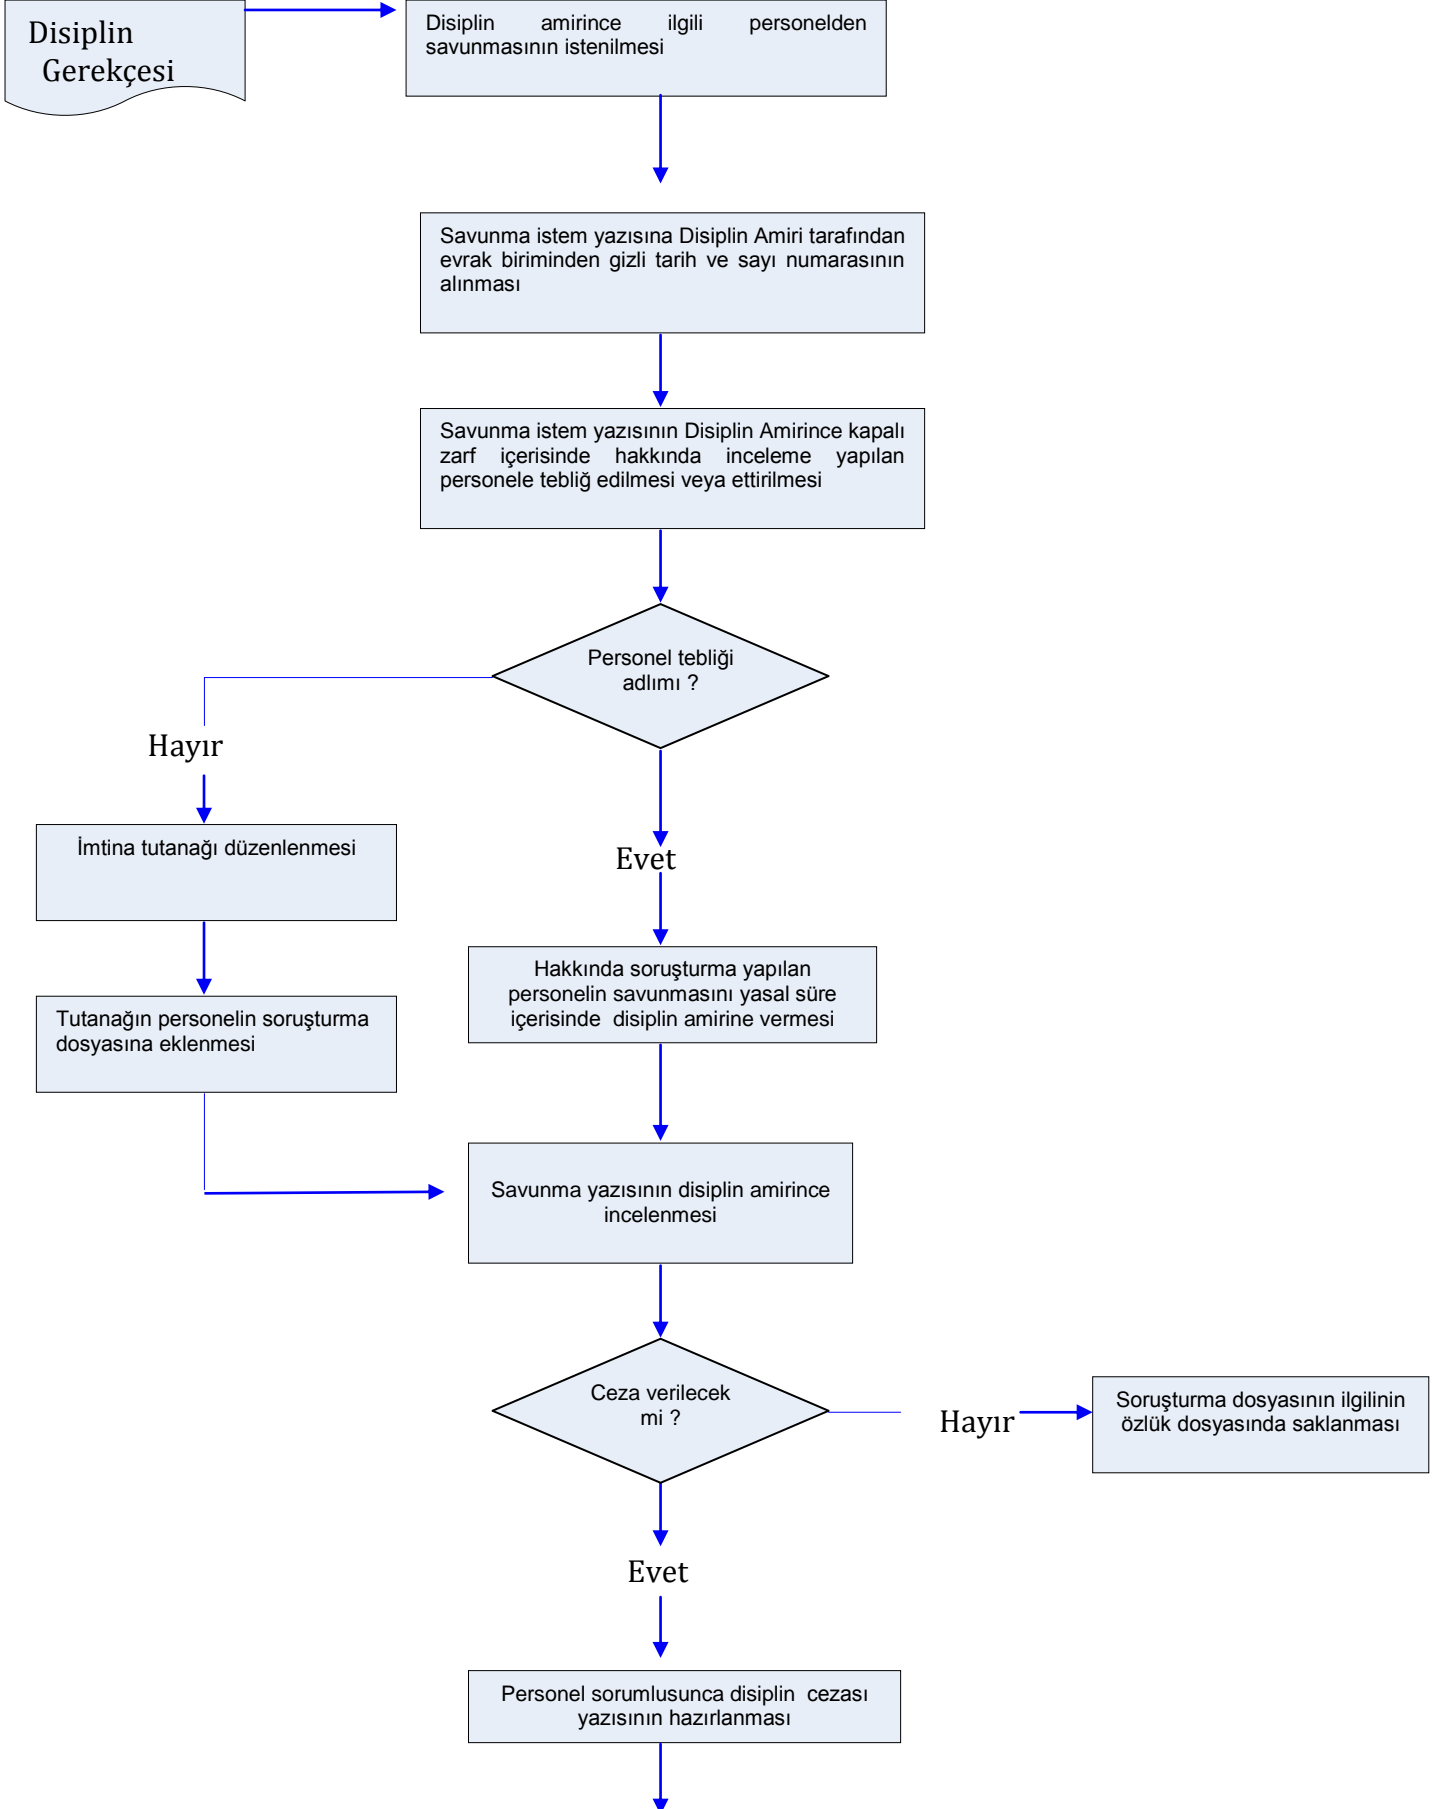 Disiplin
Gerekçesi
Disiplin amirince ilgili personelden
savunmasının istenilmesi
Savunma istem yazısına Disiplin Amiri tarafından
evrak biriminden gizli tarih ve sayı numarasının
alınması
Savunma istem yazısının Disiplin Amirince kapalı
zarf içerisinde hakkında inceleme yapılan
personele tebliğ edilmesi veya ettirilmesi
Personel tebliği
adlımı ?
Hayır
Evet
İmtina tutanağı düzenlenmesi
Hakkında soruşturma yapılan
personelin savunmasını yasal süre
içerisinde disiplin amirine vermesi
Tutanağın personelin soruşturma
dosyasına eklenmesi
Savunma yazısının disiplin amirince
incelenmesi
Ceza verilecek
mi ?
Hayır
Soruşturma dosyasının ilgilinin
özlük dosyasında saklanması
Evet
Personel sorumlusunca disiplin cezası
yazısının hazırlanması